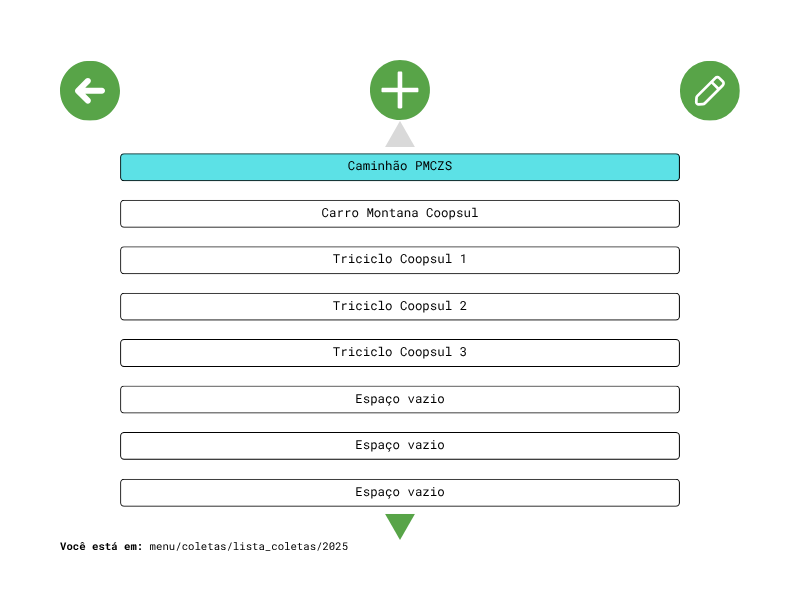 Caminhão PMCZS
Carro Montana Coopsul
Triciclo Coopsul 1
Triciclo Coopsul 2
Triciclo Coopsul 3
Espaço vazio
Espaço vazio
Espaço vazio
Você está em: menu/coletas/lista_coletas/2025